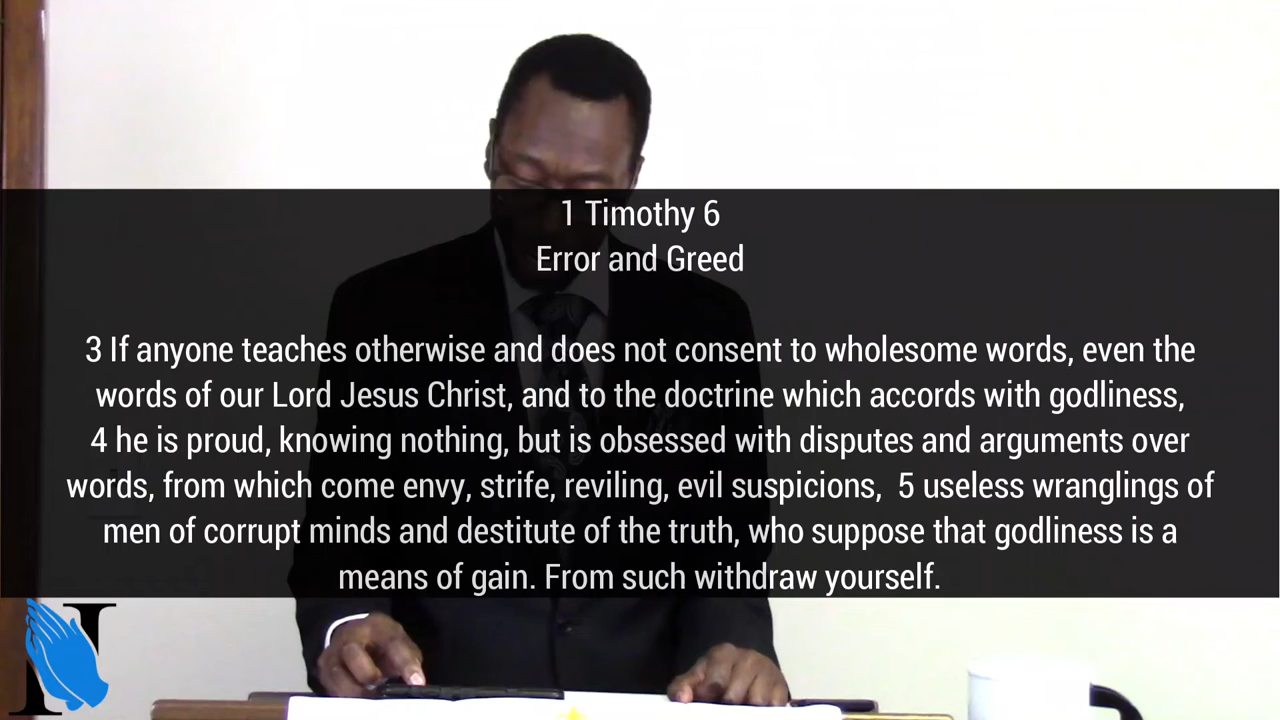 1 Timothy 6
Error and Greed
3 If anyone teaches otherwise and does not consent to wholesome words, even the
words of our Lord Jesus Christ, and to the doctrine which accords with godliness,
4 he is proud, knowing nothing, but is obsessed with disputes and arguments over
words, from which come envy, strife, reviling, evil suspicions,  5 useless wranglings of
men of corrupt minds and destitute of the truth, who suppose that godliness is a
means of gain. From such withdraw yourself.
N